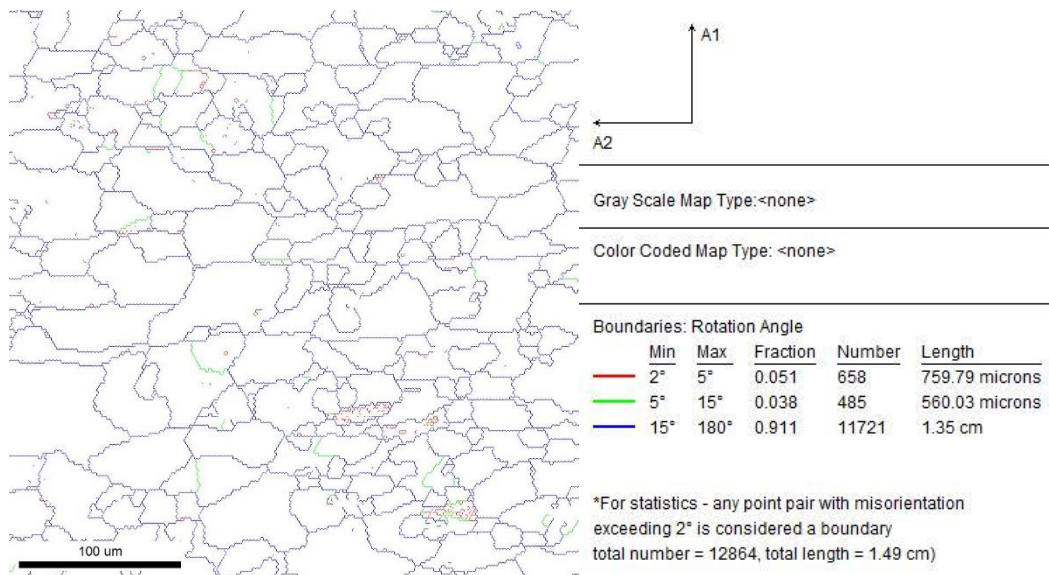 A1
A2
Gray Scale Map Type:<none>
Color Coded Map Type: <none>
Boundaries: Rotation Angle
Min Max Fraction Number Length
2° 5° 0.051 658 759.79 microns
5° 15° 0.038 485 560.03 microns
15° 180° 0.911 11721 1.35 cm
*For statistics - any point pair with misorientation
exceeding 2° is considered a boundary
total number = 12864, total length = 1.49 cm)
100 um